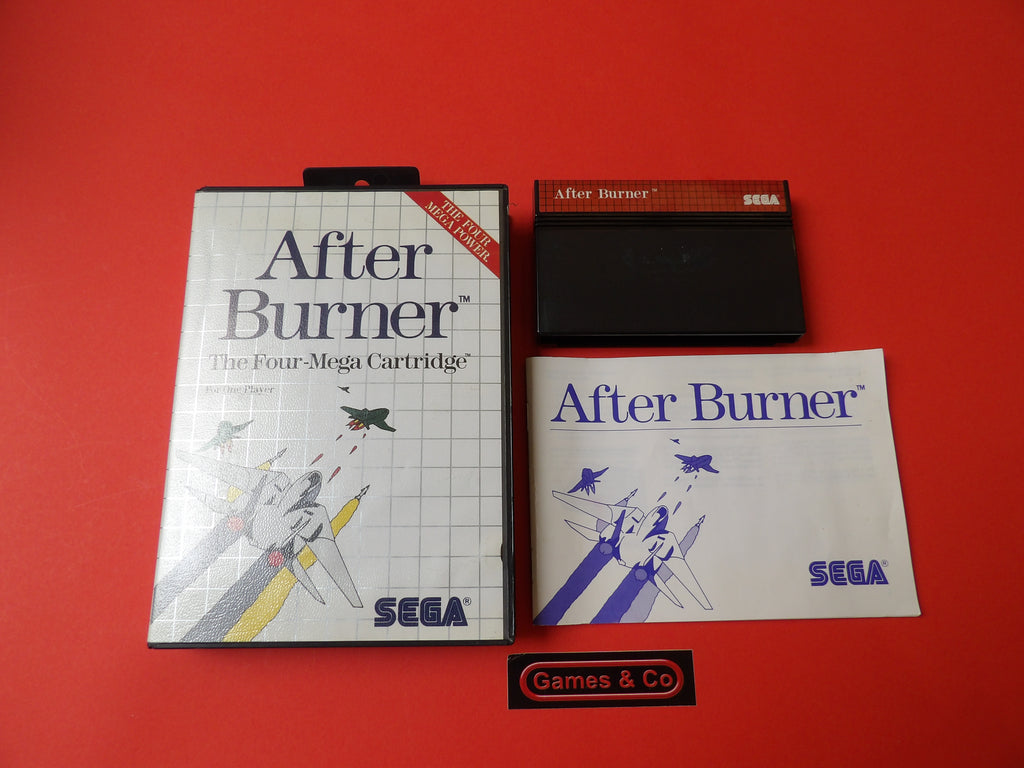 THE FOUR
MEGA POWER.
After
Burner™
The Four-Mega Cartridge™
For One Player
SEGA®
After Burner™
SEGA
After Burner™
SEGA®
Games & Co